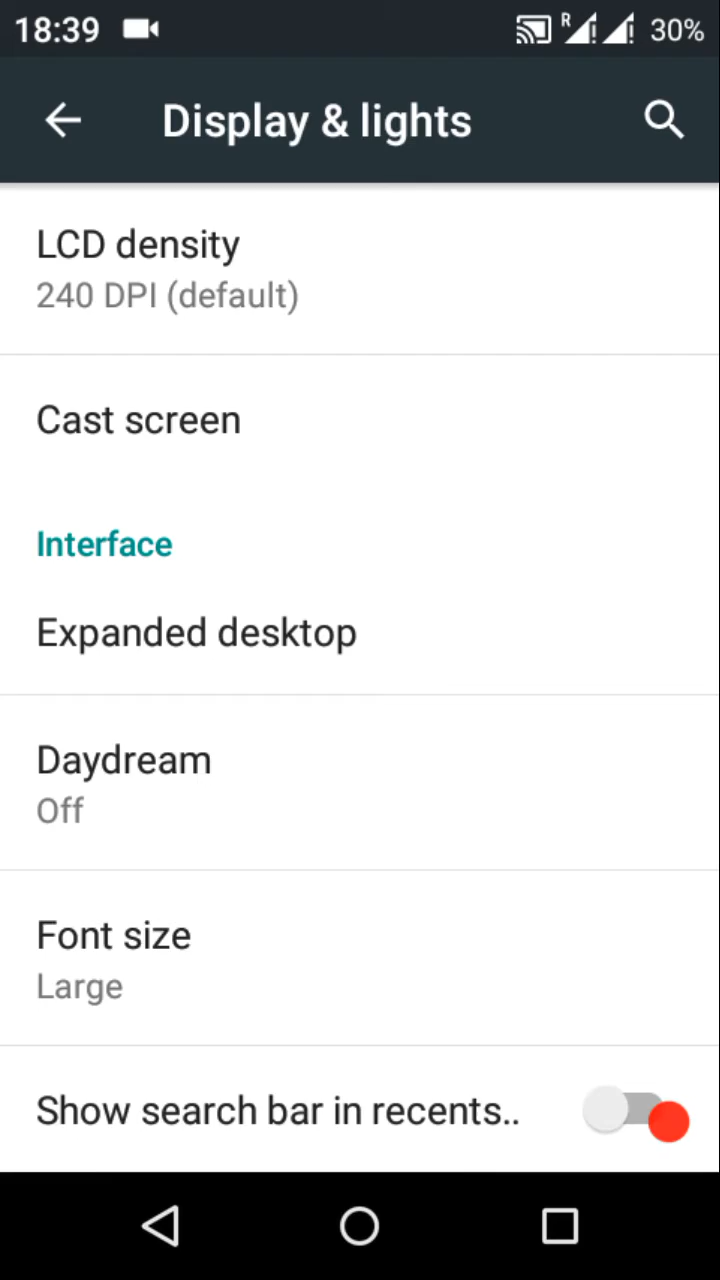 18:39 R 30%
Display & lights
LCD density
240 DPI (default)
Cast screen
Interface
Expanded desktop
Daydream
Off
Font size
Large
Show search bar in recents..